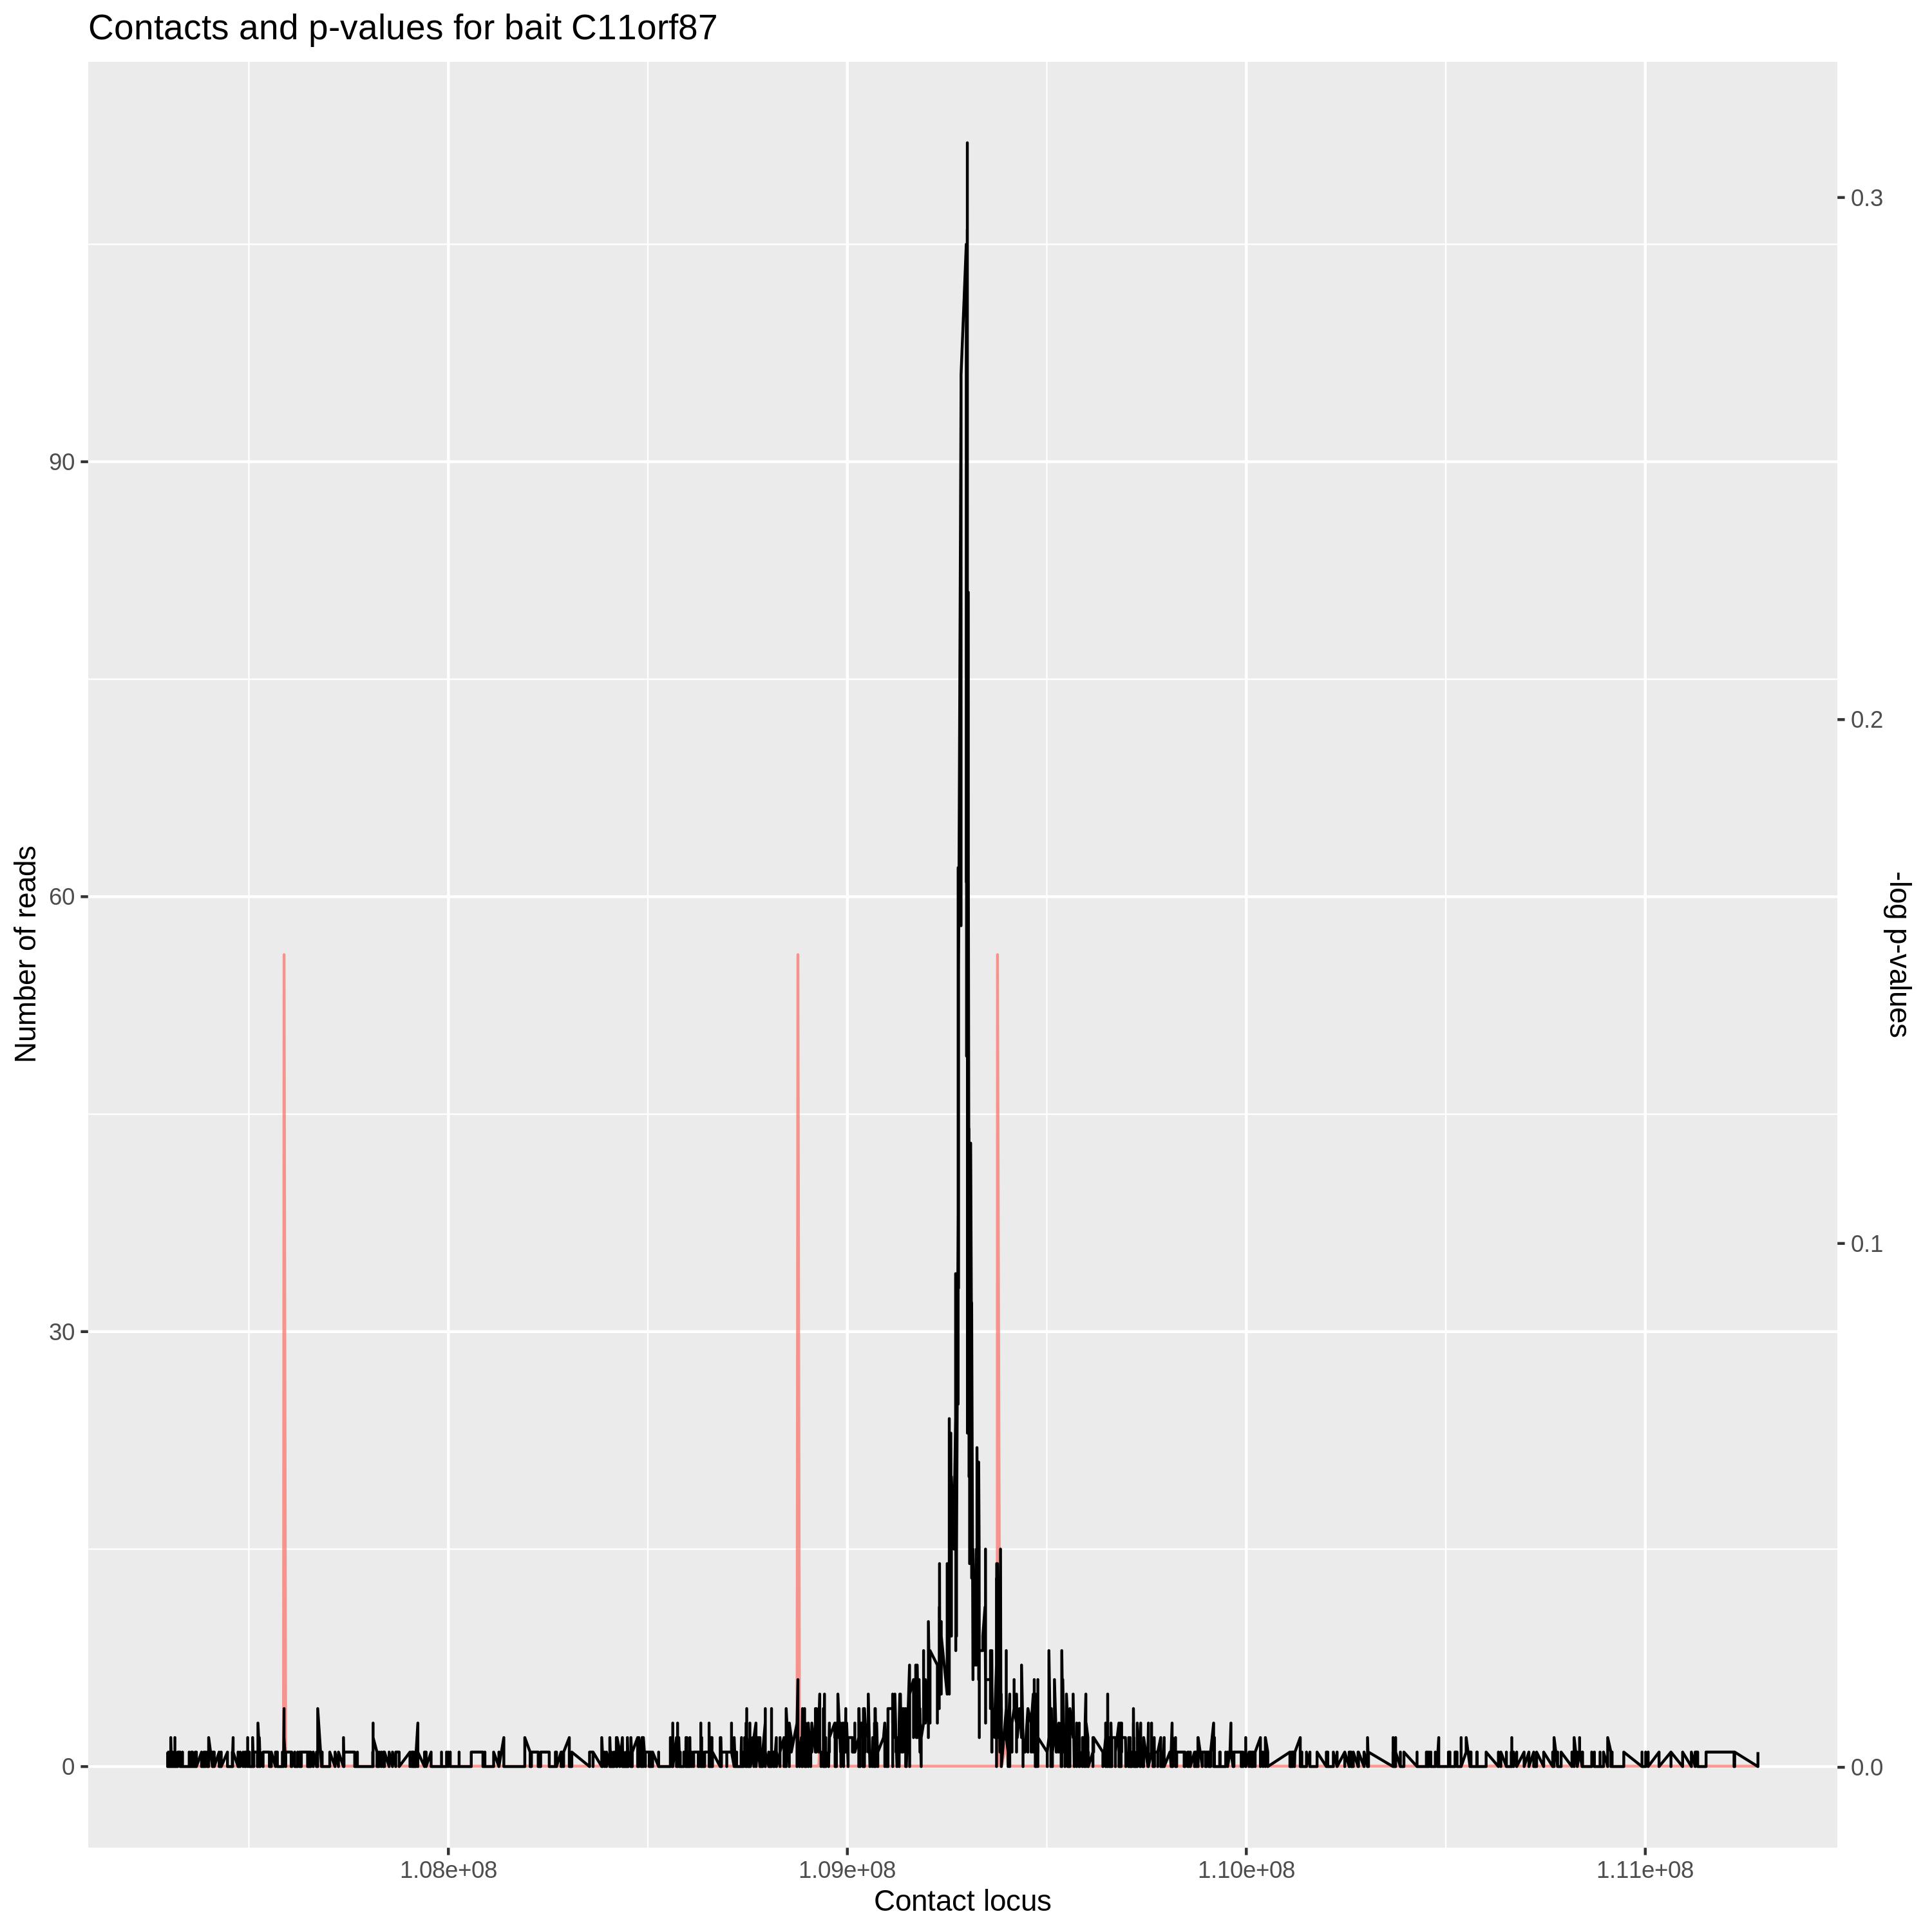 Contacts and p-values for bait C11orf87
90
60
30
0
Number of reads
0.3
0.2
0.1
0.0
-log p-values
1.08e+08
1.09e+08
1.10e+08
1.11e+08
Contact locus